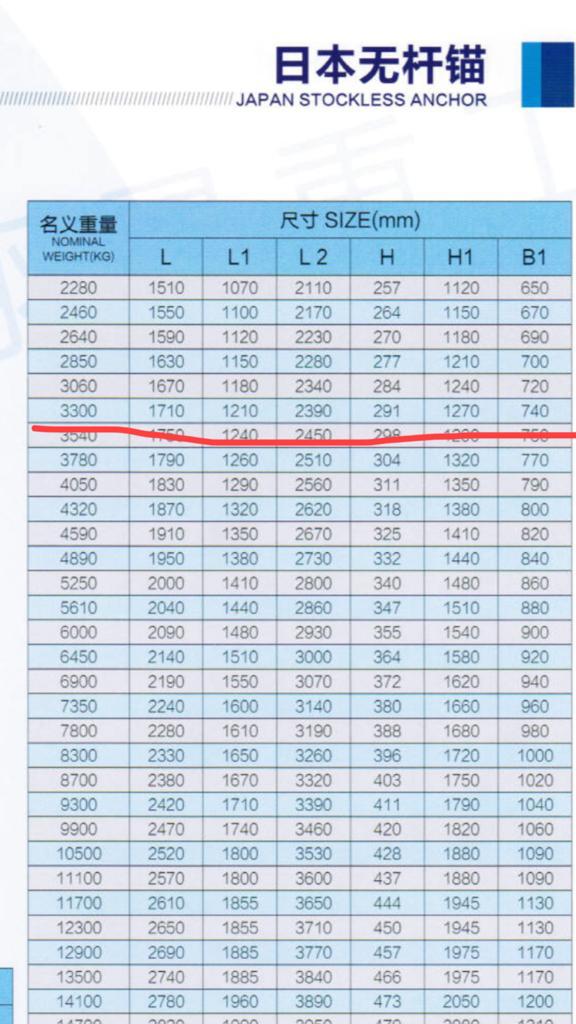 日本无杆锚
JAPAN STOCKLESS ANCHOR
名义重量 尺寸 SIZE(mm)
NOMINAL
WEIGHT(KG) L L1 L 2 H H1 B1
2280 1510 1070 2110 257 1120 650
2460 1550 1100 2170 264 1150 670
2640 1590 1120 2230 270 1180 690
2850 1630 1150 2280 277 1210 700
3060 1670 1180 2340 284 1240 720
3300 1710 1210 2390 291 1270 740
3540 1750 1240 2450 298
3780 1790 1260 2510 304 1320 770
4050 1830 1290 2560 311 1350 790
4320 1870 1320 2620 318 1380 800
4590 1910 1350 2670 325 1410 820
4890 1950 1380 2730 332 1440 840
5250 2000 1410 2800 340 1480 860
5610 2040 1440 2860 347 1510 880
6000 2090 1480 2930 355 1540 900
6450 2140 1510 3000 364 1580 920
6900 2190 1550 3070 372 1620 940
7350 2240 1600 3140 380 1660 960
7800 2280 1610 3190 388 1680 980
8300 2330 1650 3260 396 1720 1000
8700 2380 1670 3320 403 1750 1020
9300 2420 1710 3390 411 1790 1040
9900 2470 1740 3460 420 1820 1060
10500 2520 1800 3530 428 1880 1090
11100 2570 1800 3600 437 1880 1090
11700 2610 1855 3650 444 1945 1130
12300 2650 1855 3710 450 1945 1130
12900 2690 1885 3770 457 1975 1170
13500 2740 1885 3840 466 1975 1170
14100 2780 1960 3890 473 2050 1200